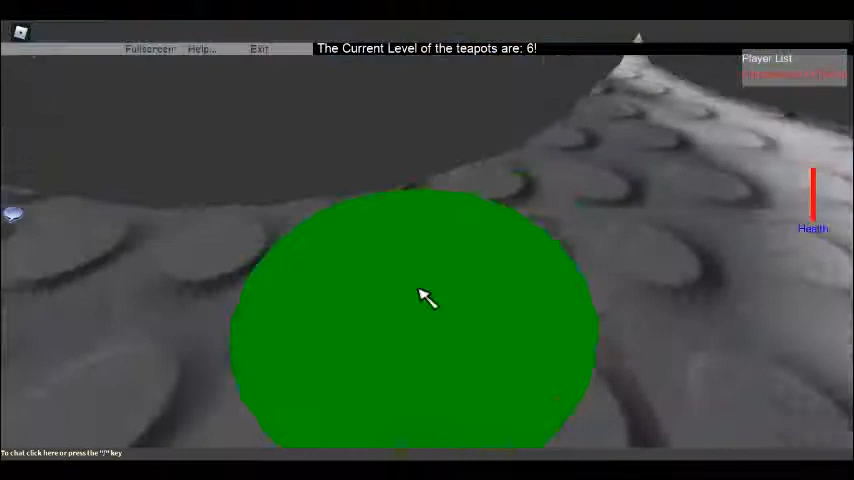 Fullscreen Help... Exit
The Current Level of the teapots are: 6!
Player List
Health
To chat click here or press the "/" key